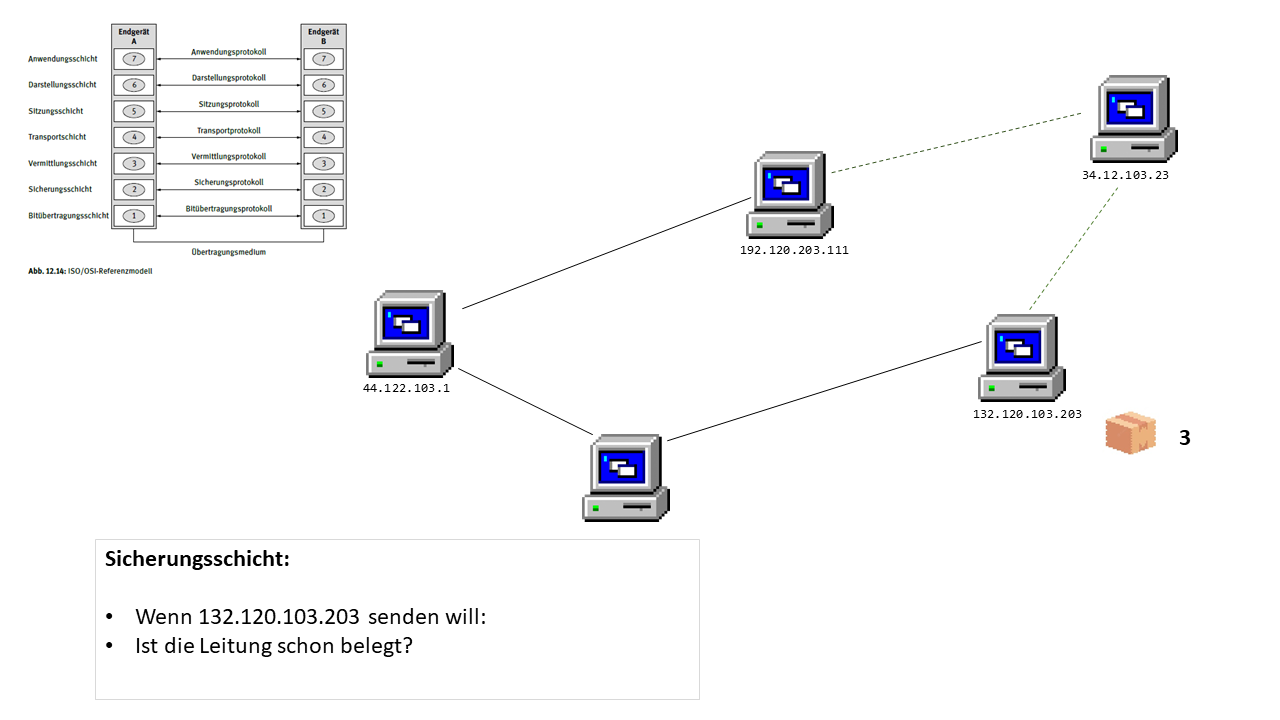 Endgerät
A
Endgerät
B
Anwendungsschicht
7
Anwendungsprotokoll
7
Darstellungsschicht
6
Darstellungsprotokoll
6
Sitzungsschicht
5
Sitzungsprotokoll
5
Transportschicht
4
Transportprotokoll
4
Vermittlungsschicht
3
Vermittlungsprotokoll
3
Sicherungsschicht
2
Sicherungsprotokoll
2
Bitübertragungsschicht
1
Bitübertragungsprotokoll
1
Übertragungsmedium
Abb. 12.14: ISO/OSI-Referenzmodell
34.12.103.23
192.120.203.111
44.122.103.1
132.120.103.203
3
Sicherungsschicht:
• Wenn 132.120.103.203 senden will:
• Ist die Leitung schon belegt?